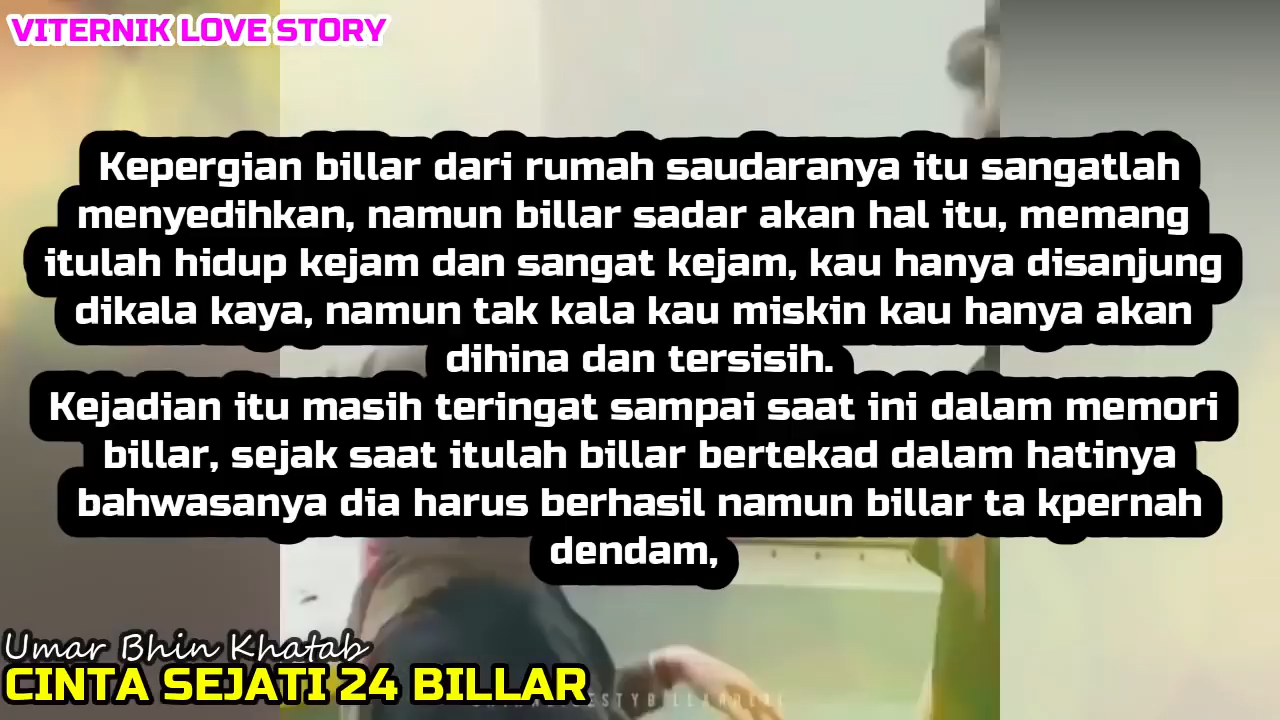 VITERNIK LOVE STORY
Kepergian billar dari rumah saudaranya itu sangatlah
menyedihkan, namun billar sadar akan hal itu, memang
itulah hidup kejam dan sangat kejam, kau hanya disanjung
dikala kaya, namun tak kala kau miskin kau hanya akan
dihina dan tersisih.
Kejadian itu masih teringat sampai saat ini dalam memori
billar, sejak saat itulah billar bertekad dalam hatinya
bahwasanya dia harus berhasil namun billar ta kpernah
dendam,
Umar Bhin Khatab
CINTA SEJATI 24 BILLAR